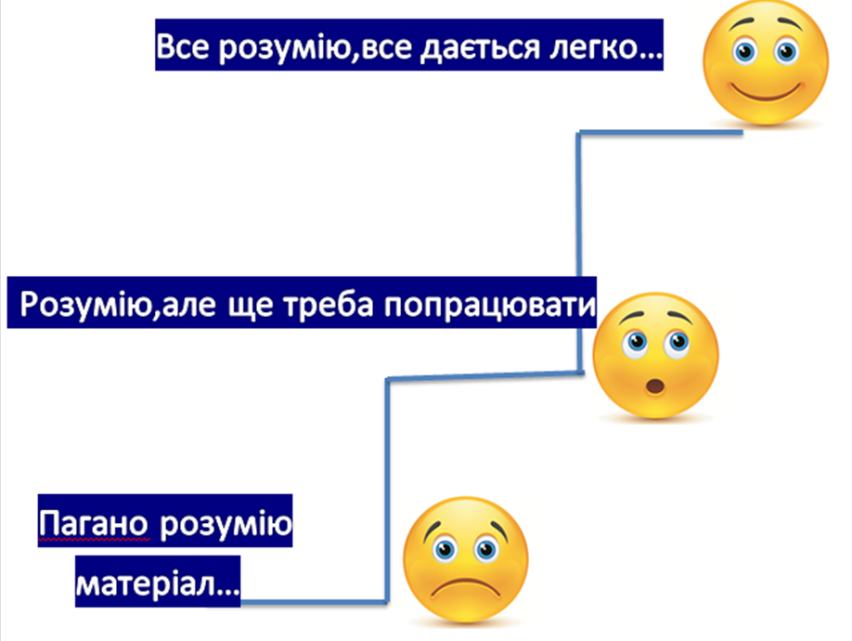 Все розумію,все дається легко...
Розумію,але ще треба попрацювати
Пагано розумію
матеріал...